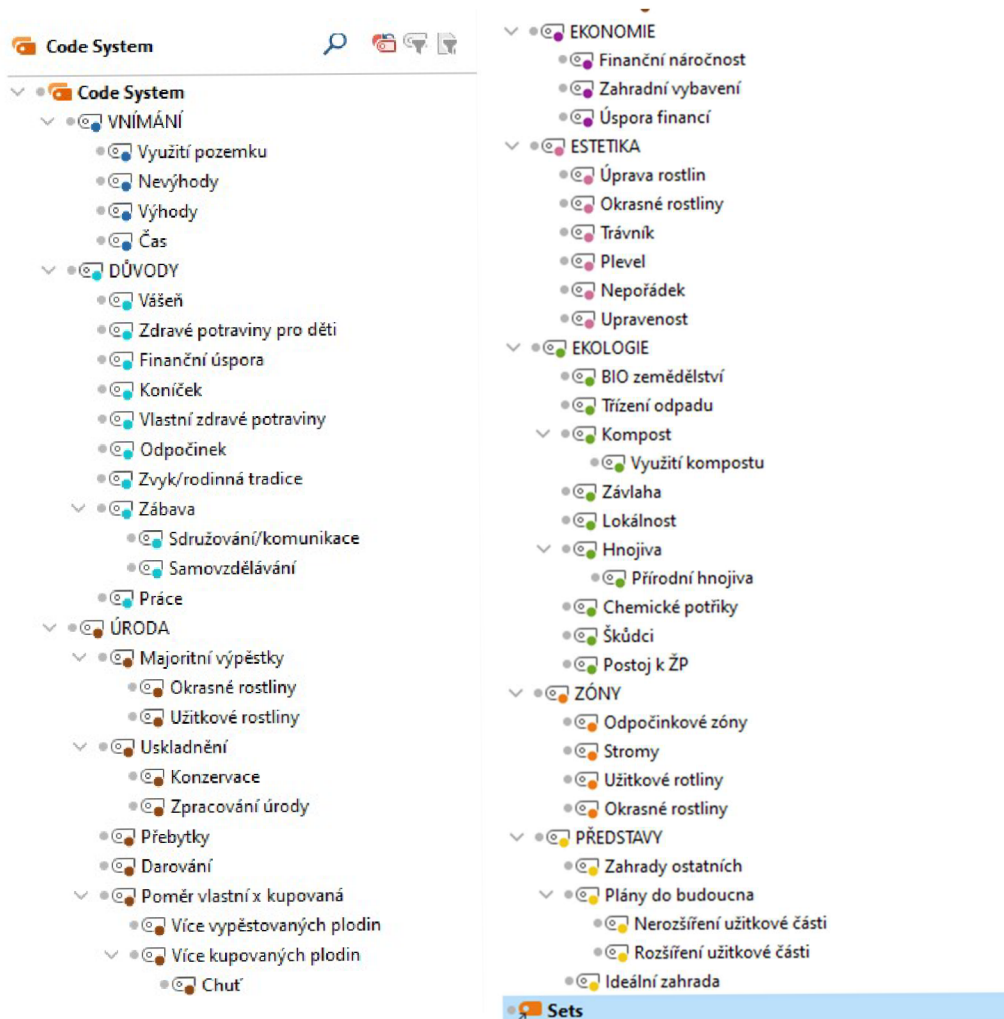 Code System
Code System
VNÍMÁNÍ
Využití pozemku
Nevýhody
Výhody
Čas
DŮVODY
Vášeň
Zdravé potraviny pro děti
Finanční úspora
Koníček
Vlastní zdravé potraviny
Odpočinek
Zvyk/rodinná tradice
Zábava
Sdružování/komunikace
Samovzdělávání
Práce
ÚRODA
Majoritní výpěstky
Okrasné rostliny
Užitkové rostliny
Uskladnění
Konzervace
Zpracování úrody
Přebytky
Darování
Poměr vlastní x kupovaná
Více vypěstovaných plodin
Více kupovaných plodin
Chuť
EKONOMIE
Finanční náročnost
Zahradní vybavení
Úspora financí
ESTETIKA
Úprava rostlin
Okrasné rostliny
Trávník
Plevel
Nepořádek
Upravenost
EKOLOGIE
BIO zemědělství
Třízení odpadu
Kompost
Využití kompostu
Závlaha
Lokálnost
Hnojiva
Přírodní hnojiva
Chemické potřiky
Škůdci
Postoj k ŽP
ZÓNY
Odpočinkové zóny
Stromy
Užitkové rotliny
Okrasné rostliny
PŘEDSTAVY
Zahrady ostatních
Plány do budoucna
Nerozšíření užitkové části
Rozšíření užitkové části
Ideální zahrada
Sets